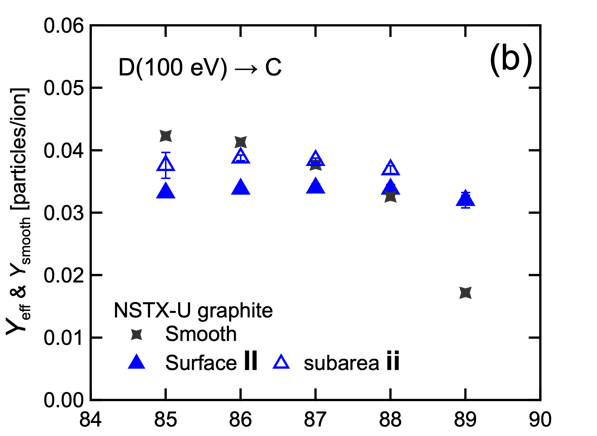 0.06
(b)
D(100 eV) → C
0.05
0.04
0.03
0.02
0.01
0.00
Yeff & Ysmooth [particles/ion]
NSTX-U graphite
Smooth
Surface II subarea ii
84 85 86 87 88 89 90